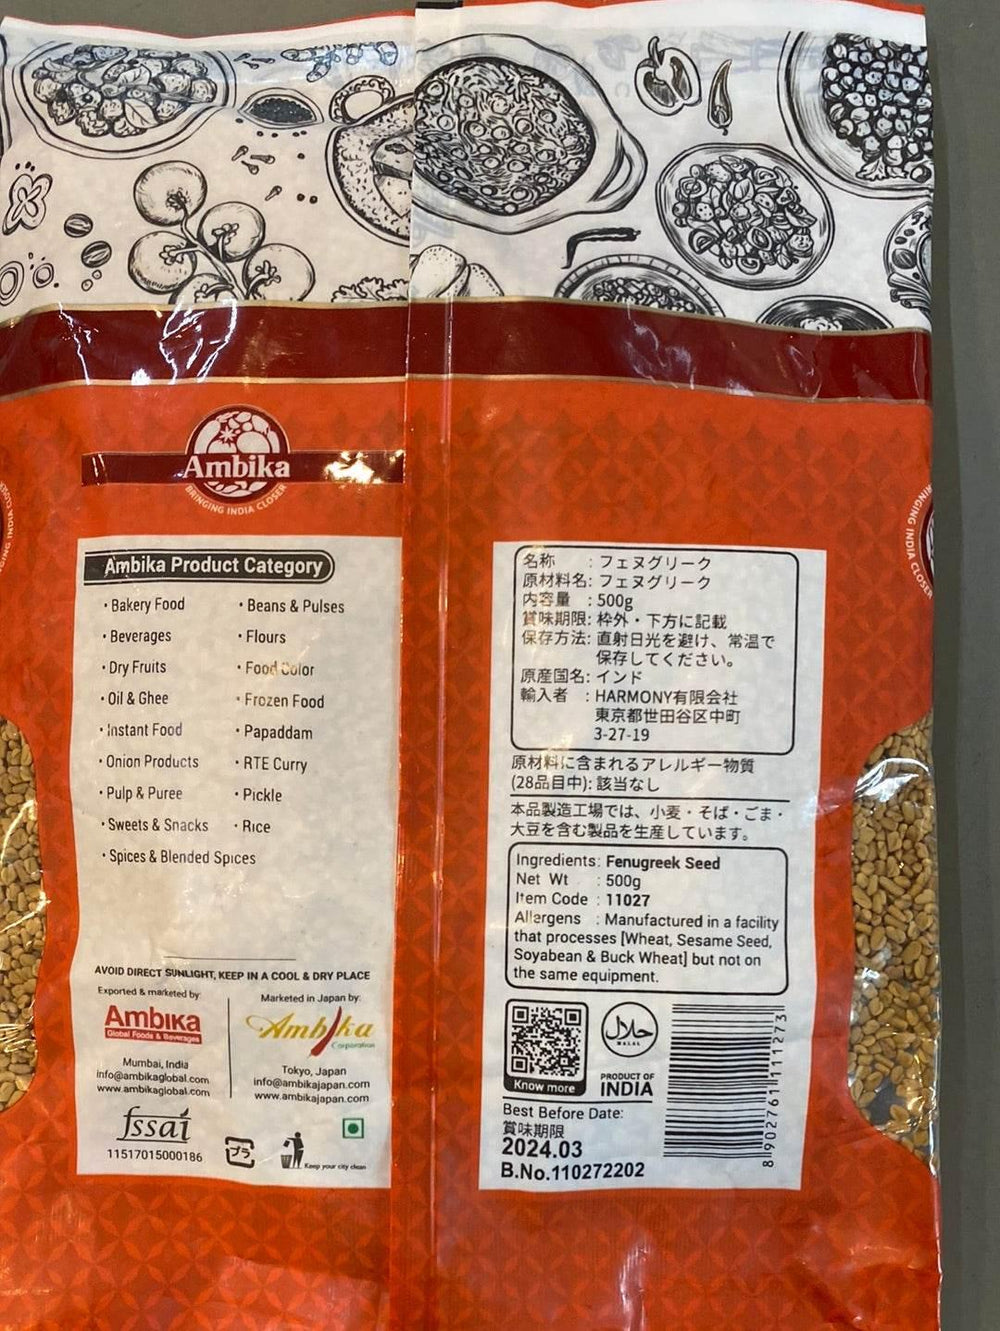 Ambika
BRINGING INDIA CLOSER
Ambika Product Category
• Bakery Food
• Beverages
• Dry Fruits
• Oil & Ghee
• Instant Food
• Onion Products
• Pulp & Puree
• Sweets & Snacks
• Spices & Blended Spices
• Beans & Pulses
• Flours
• Food Color
• Frozen Food
• Papaddam
• RTE Curry
• Pickle
• Rice
AVOID DIRECT SUNLIGHT, KEEP IN A COOL & DRY PLACE
Exported & marketed by:
Ambika
Global Foods & Beverages
Mumbai, India
info@ambikaglobal.com
www.ambikaglobal.com
fssai
11517015000186
Marketed in Japan by:
Ambika
Corporation
Tokyo, Japan
info@ambikajapan.com
www.ambikajapan.com
プラ
Keep your city clean
名称 : フェヌグリーク
原材料名: フェヌグリーク
内容量 : 500g
賞味期限: 枠外・下方に記載
保存方法: 直射日光を避け、常温で
保存してください。
原産国名: インド
輸入者 : HARMONY有限会社
東京都世田谷区中町
3-27-19
原材料に含まれるアレルギー物質
(28品目中): 該当なし
本品製造工場では、小麦・そば・ごま・
大豆を含む製品を生産しています。
Ingredients: Fenugreek Seed
Net Wt : 500g
Item Code : 11027
Allergens : Manufactured in a facility
that processes [Wheat, Sesame Seed,
Soyabean & Buck Wheat] but not on
the same equipment.
Know more
حلال
HALAL
PRODUCT OF
INDIA
8 902761 111273
Best Before Date:
賞味期限
2024.03
B.No.110272202
RINGING INDIA CLOSER